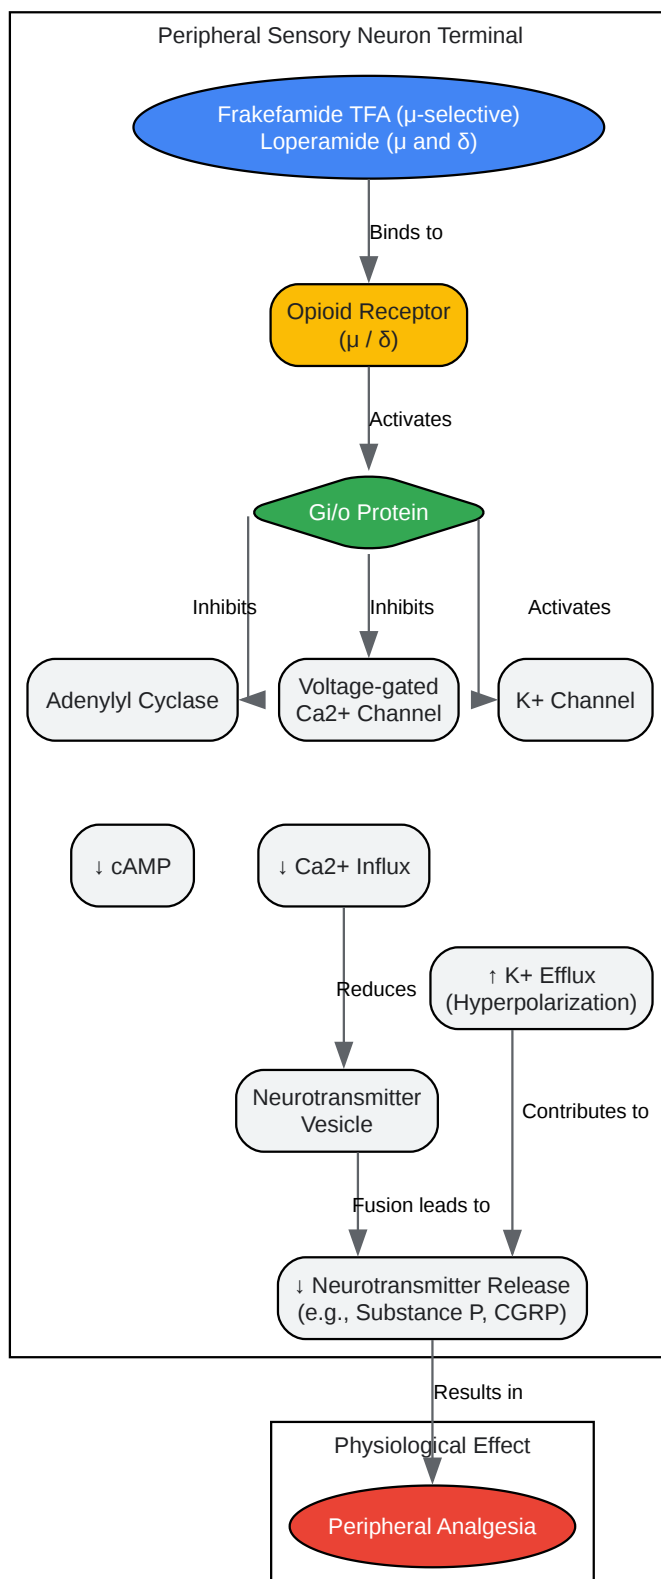 Peripheral Sensory Neuron Terminal
Frakefamide TFA (μ-selective)
Loperamide (μ and δ)
Binds to
Opioid Receptor
(μ / δ)
Activates
Gi/o Protein
Inhibits
Inhibits
Activates
Adenylyl Cyclase
Voltage-gated
Ca2+ Channel
K+ Channel
↓ cAMP
↓ Ca2+ Influx
↑ K+ Efflux
(Hyperpolarization)
Reduces
Neurotransmitter
Vesicle
Contributes to
Fusion leads to
↓ Neurotransmitter Release
(e.g., Substance P, CGRP)
Results in
Physiological Effect
Peripheral Analgesia